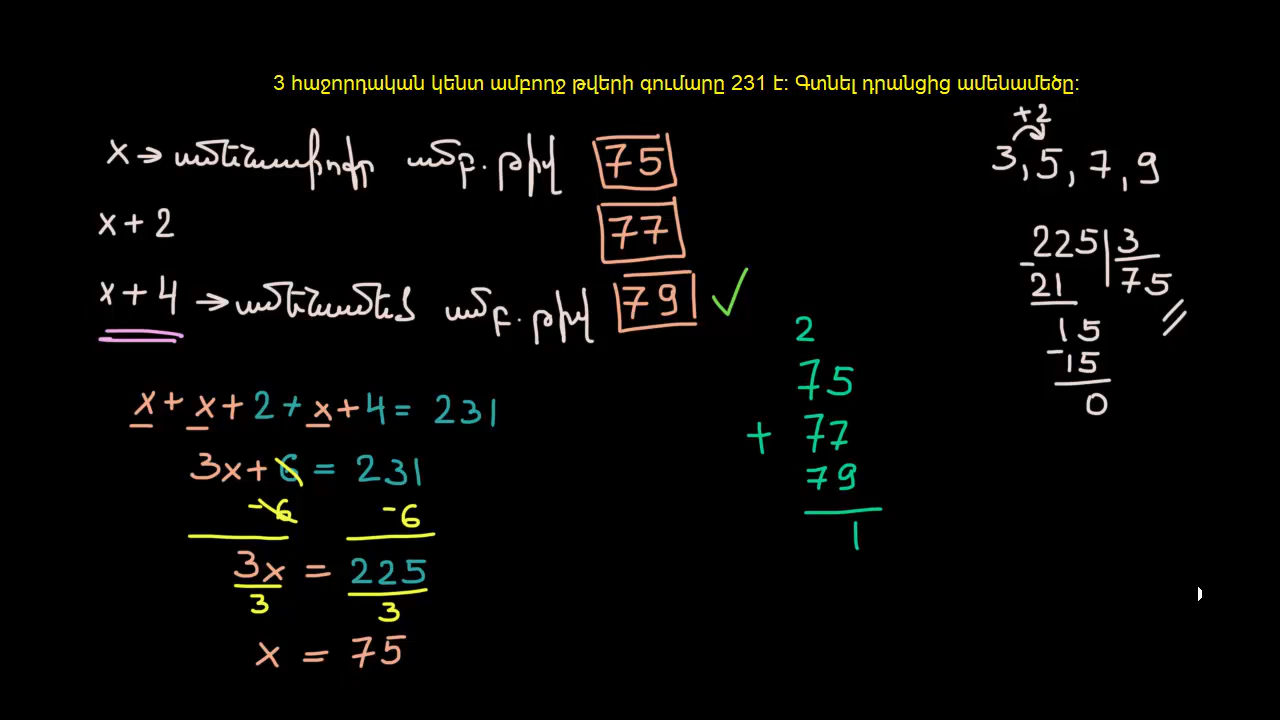 3 հաջորդական կենտ ամբողջ թվերի գումարը 231 է: Գտնել դրանցից ամենամեծը:
x → ամենափոքր ամբ. թիվ 75
x + 2 77
x + 4 → ամենամեծ ամբ. թիվ 79 ✓
x + x + 2 + x + 4 = 231
3x + 6 = 231
-6 -6
3x = 225
3 3
x = 75
2
75
+ 77
79
1
+2
3, 5, 7, 9
-225 3
21 75
15
-15
0